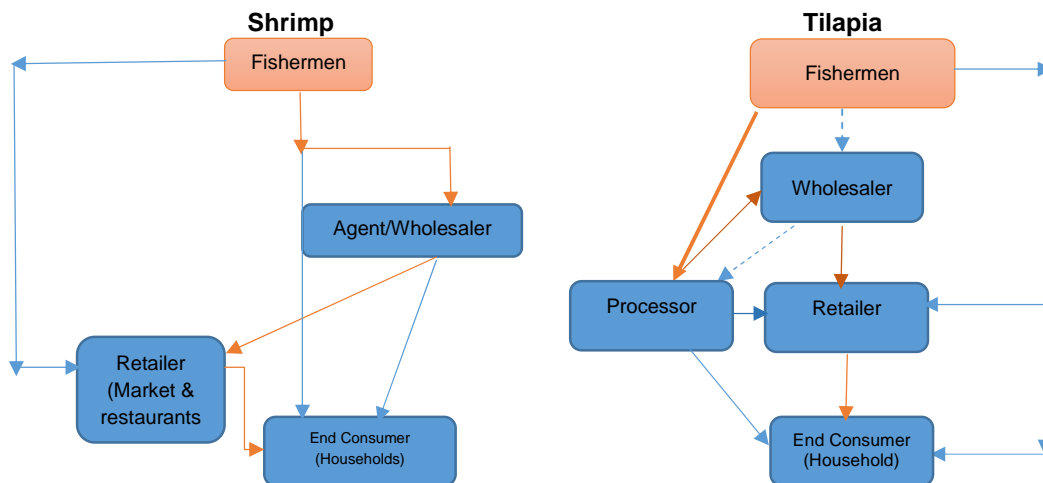 Shrimp
Fishermen
Agent/Wholesaler
Retailer
(Market &
restaurants
End Consumer
(Households)
Tilapia
Fishermen
Wholesaler
Processor
Retailer
End Consumer
(Household)